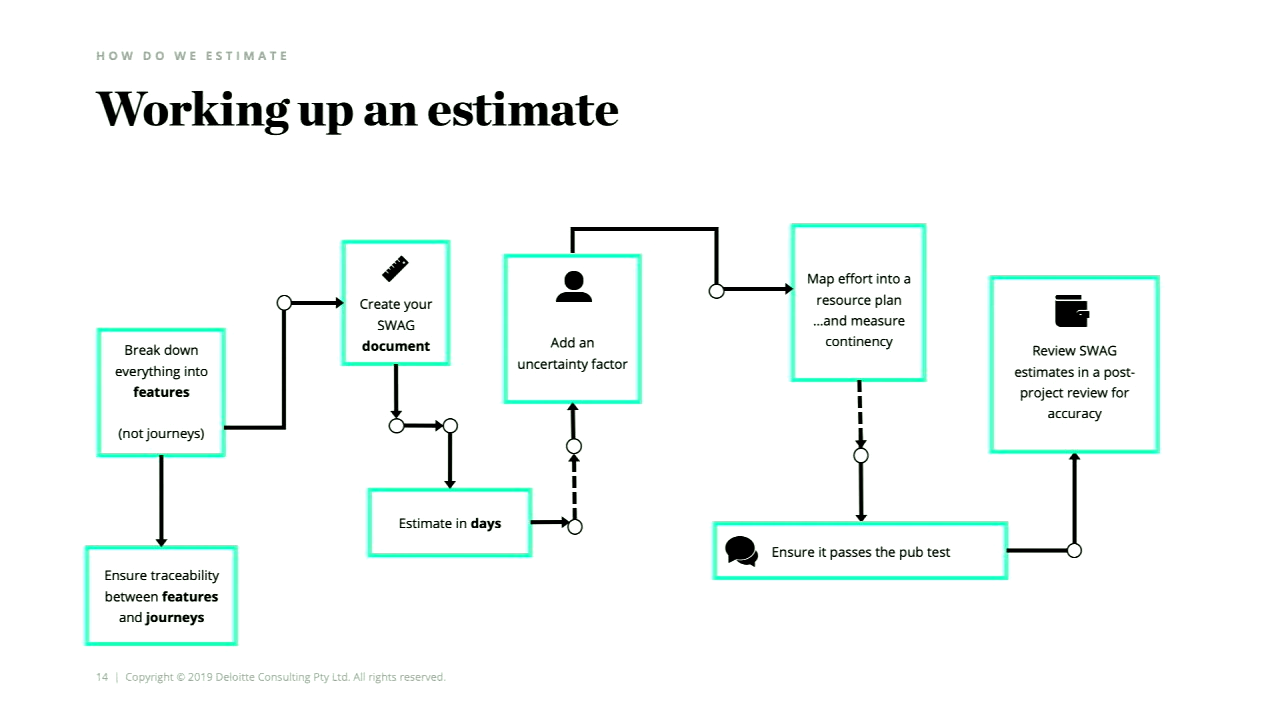 HOW DO WE ESTIMATE
Working up an estimate
Break down
everything into
features
(not journeys)
Ensure traceability
between features
and journeys
Create your
SWAG
document
Estimate in days
Add an
uncertainty factor
Map effort into a
resource plan
...and measure
continency
Ensure it passes the pub test
Review SWAG
estimates in a post-
project review for
accuracy
14 | Copyright © 2019 Deloitte Consulting Pty Ltd. All rights reserved.